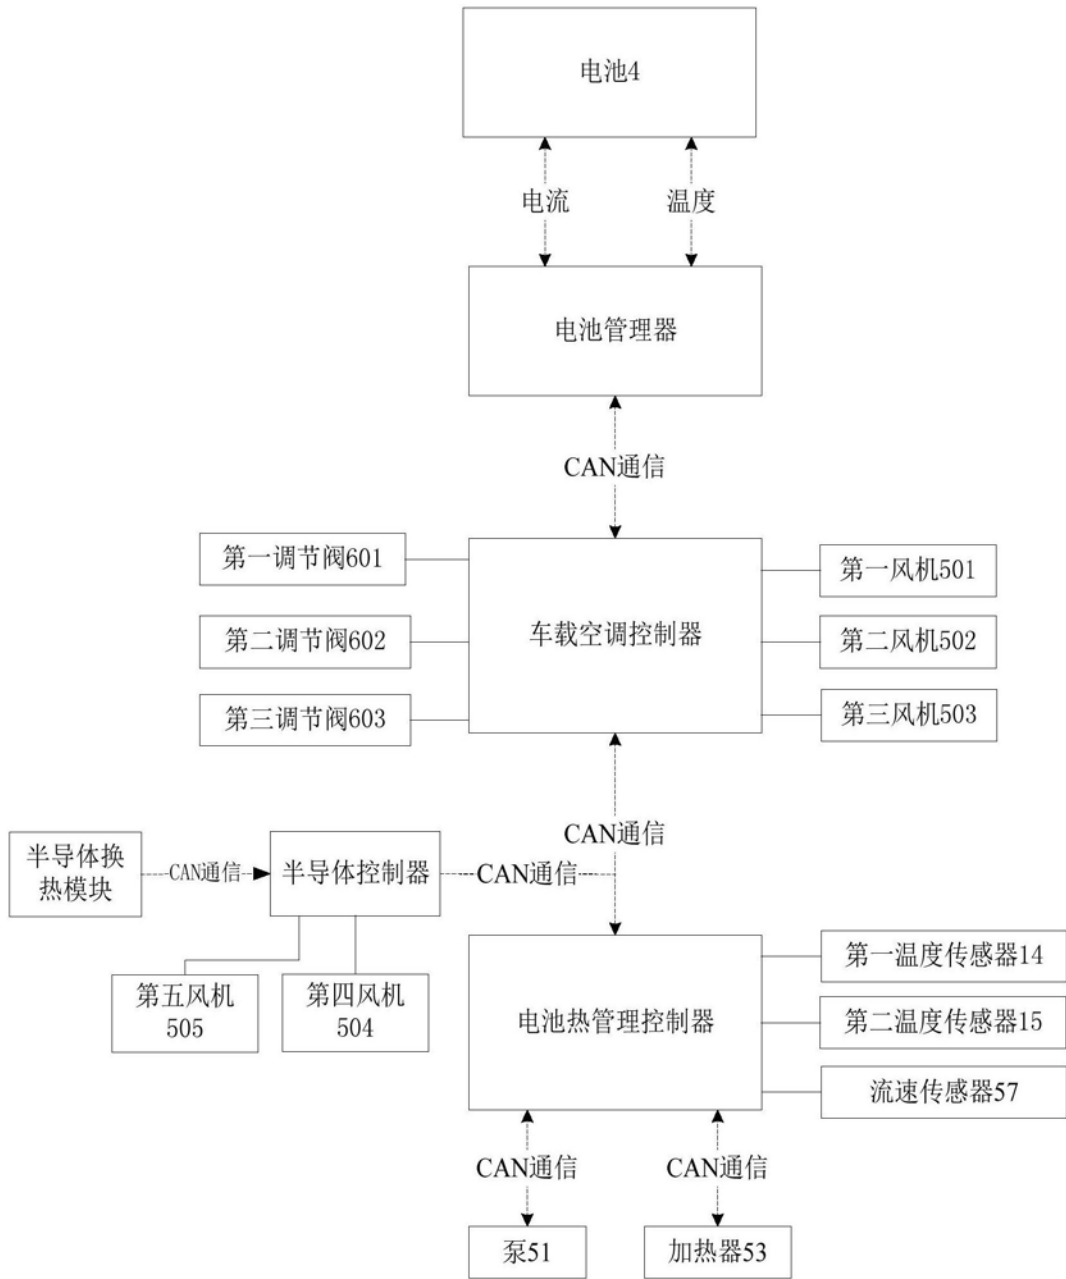 电池4
电流
温度
电池管理器
CAN通信
第一调节阀601
第一风机501
第二调节阀602
车载空调控制器
第二风机502
第三调节阀603
第三风机503
CAN通信
半导体换
热模块
CAN通信
半导体控制器
CAN通信
第五风机
505
第四风机
504
电池热管理控制器
第一温度传感器14
第二温度传感器15
流速传感器57
CAN通信
CAN通信
泵51
加热器53